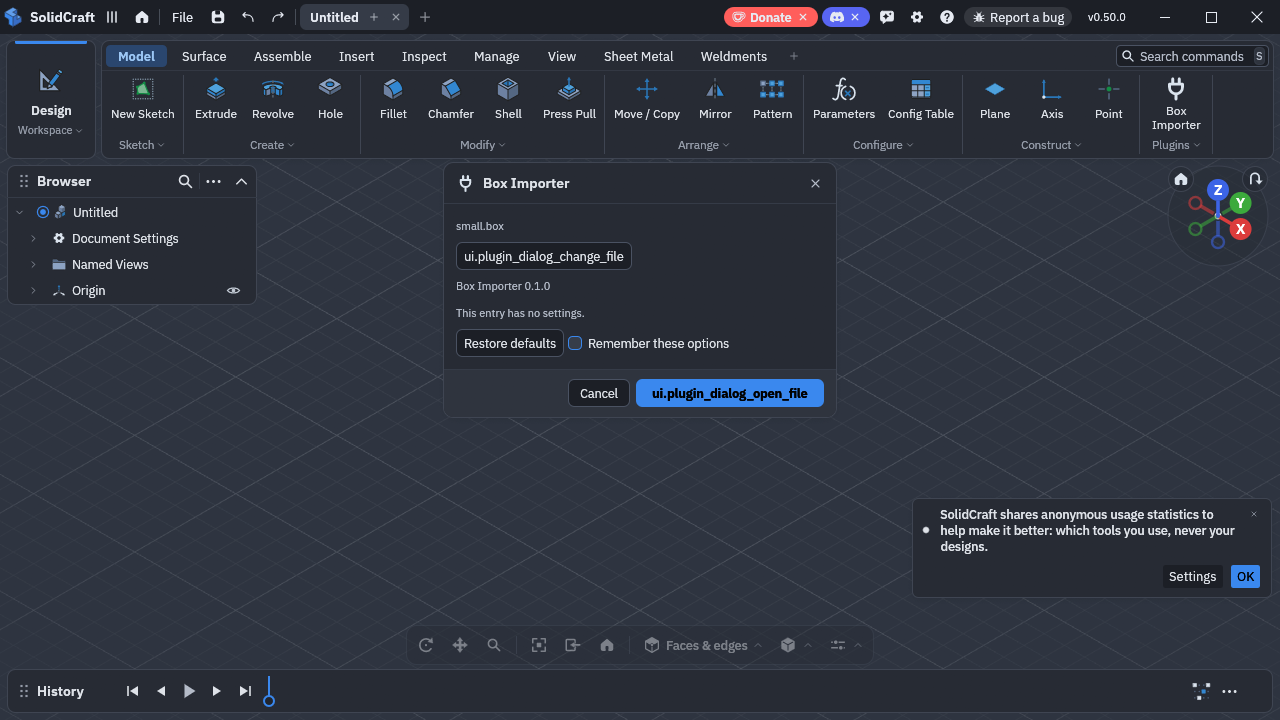 SolidCraft
File
Untitled
Donate
Report a bug
v0.50.0
Design
Workspace
Model
Surface
Assemble
Insert
Inspect
Manage
View
Sheet Metal
Weldments
Search commands
S
New Sketch
Extrude
Revolve
Hole
Fillet
Chamfer
Shell
Press Pull
Move / Copy
Mirror
Pattern
Parameters
Config Table
Plane
Axis
Point
Box
Importer
Sketch
Create
Modify
Arrange
Configure
Construct
Plugins
Browser
Untitled
Document Settings
Named Views
Origin
Box Importer
small.box
ui.plugin_dialog_change_file
Box Importer 0.1.0
This entry has no settings.
Restore defaults
Remember these options
Cancel
ui.plugin_dialog_open_file
Z
Y
X
SolidCraft shares anonymous usage statistics to
help make it better: which tools you use, never your
designs.
Settings
OK
Faces & edges
History